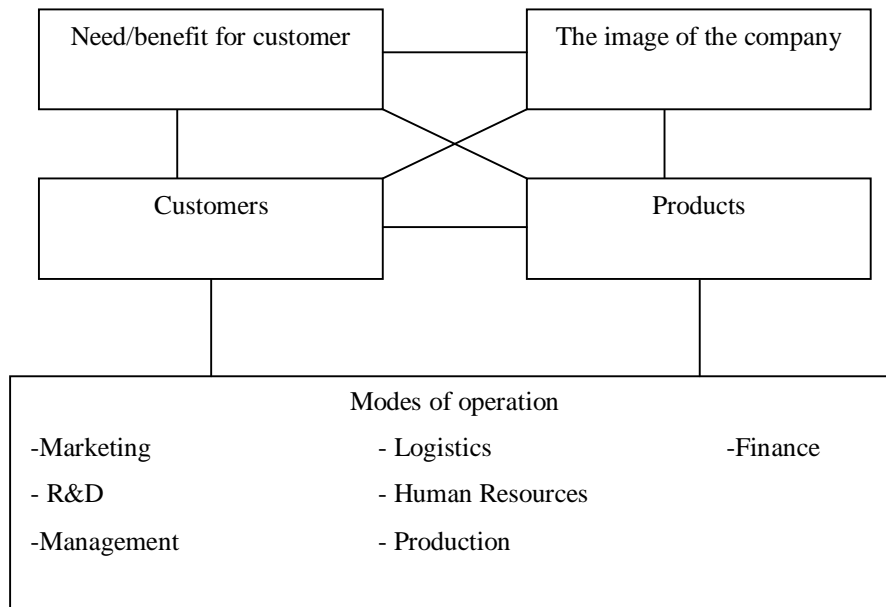 Need/benefit for customer
The image of the company
Customers
Products
Modes of operation
-Marketing - Logistics -Finance
- R&D - Human Resources
-Management - Production